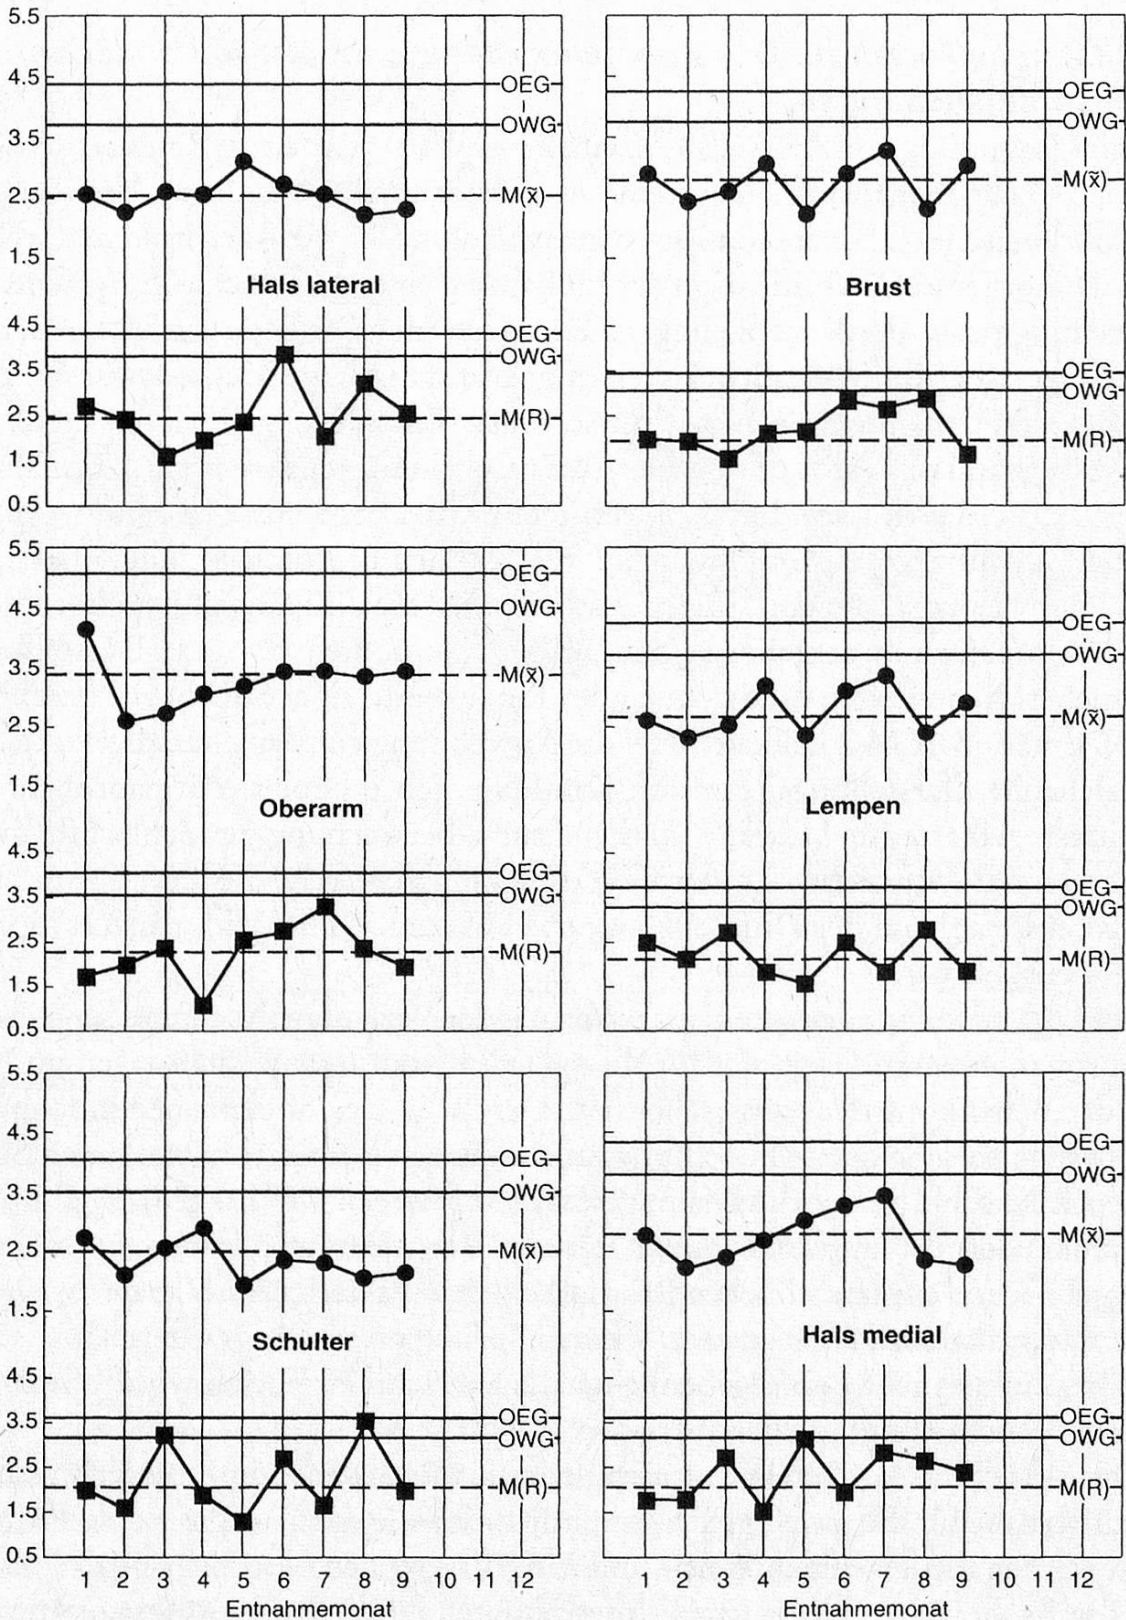 5.5
4.5
OEG
OEG
OWG
OWG
3.5
M(x̃)
M(x̃)
2.5
1.5
Hals lateral
Brust
4.5
OEG
OWG
OEG
3.5
OWG
2.5
M(R)
M(R)
1.5
0.5
5.5
OEG
4.5
OWG
OEG
OWG
3.5
M(x̃)
2.5
M(x̃)
1.5
Oberarm
Lempen
4.5
OEG
OEG
3.5
OWG
OWG
2.5
M(R)
M(R)
1.5
0.5
5.5
4.5
OEG
OEG
OWG
3.5
OWG
M(x̃)
2.5
M(x̃)
1.5
Schulter
Hals medial
4.5
3.5
OEG
OEG
OWG
OWG
2.5
M(R)
M(R)
1.5
0.5
1 2 3 4 5 6 7 8 9 10 11 12
1 2 3 4 5 6 7 8 9 10 11 12
Entnahmemonat
Entnahmemonat